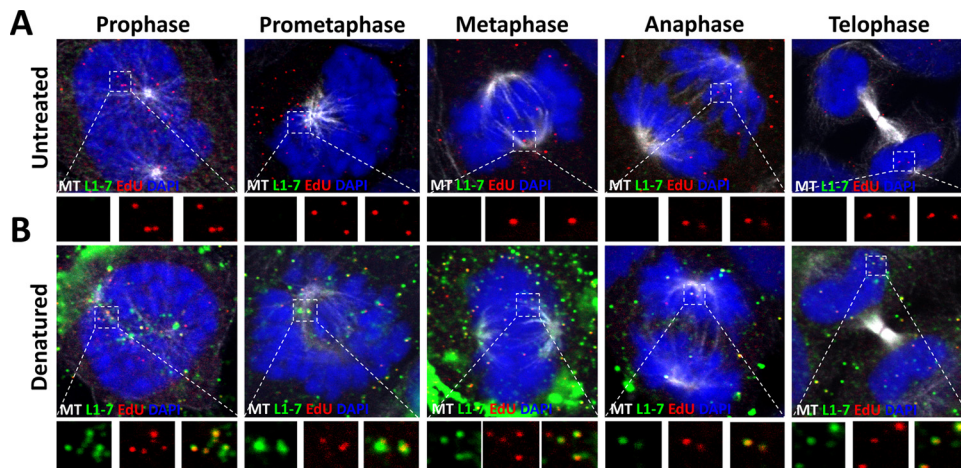 A
Prophase Prometaphase Metaphase Anaphase Telophase
Untreated
MT L1-7 EdU DAPI MT L1-7 EdU DAPI MT L1-7 EdU DAPI MT L1-7 EdU DAPI MT L1-7 EdU DAPI
B
Denatured
MT L1-7 EdU DAPI MT L1-7 EdU DAPI MT L1-7 EdU DAPI MT L1-7 EdU DAPI MT L1-7 EdU DAPI